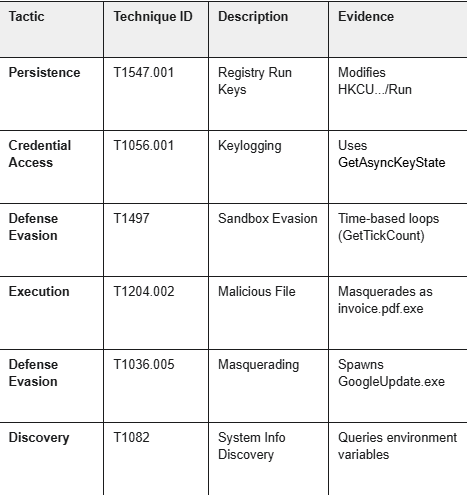 Tactic Technique ID Description Evidence
Persistence T1547.001 Registry Run Keys Modifies HKCU.../Run
Credential Access T1056.001 Keylogging Uses GetAsyncKeyState
Defense Evasion T1497 Sandbox Evasion Time-based loops (GetTickCount)
Execution T1204.002 Malicious File Masquerades as invoice.pdf.exe
Defense Evasion T1036.005 Masquerading Spawns GoogleUpdate.exe
Discovery T1082 System Info Discovery Queries environment variables